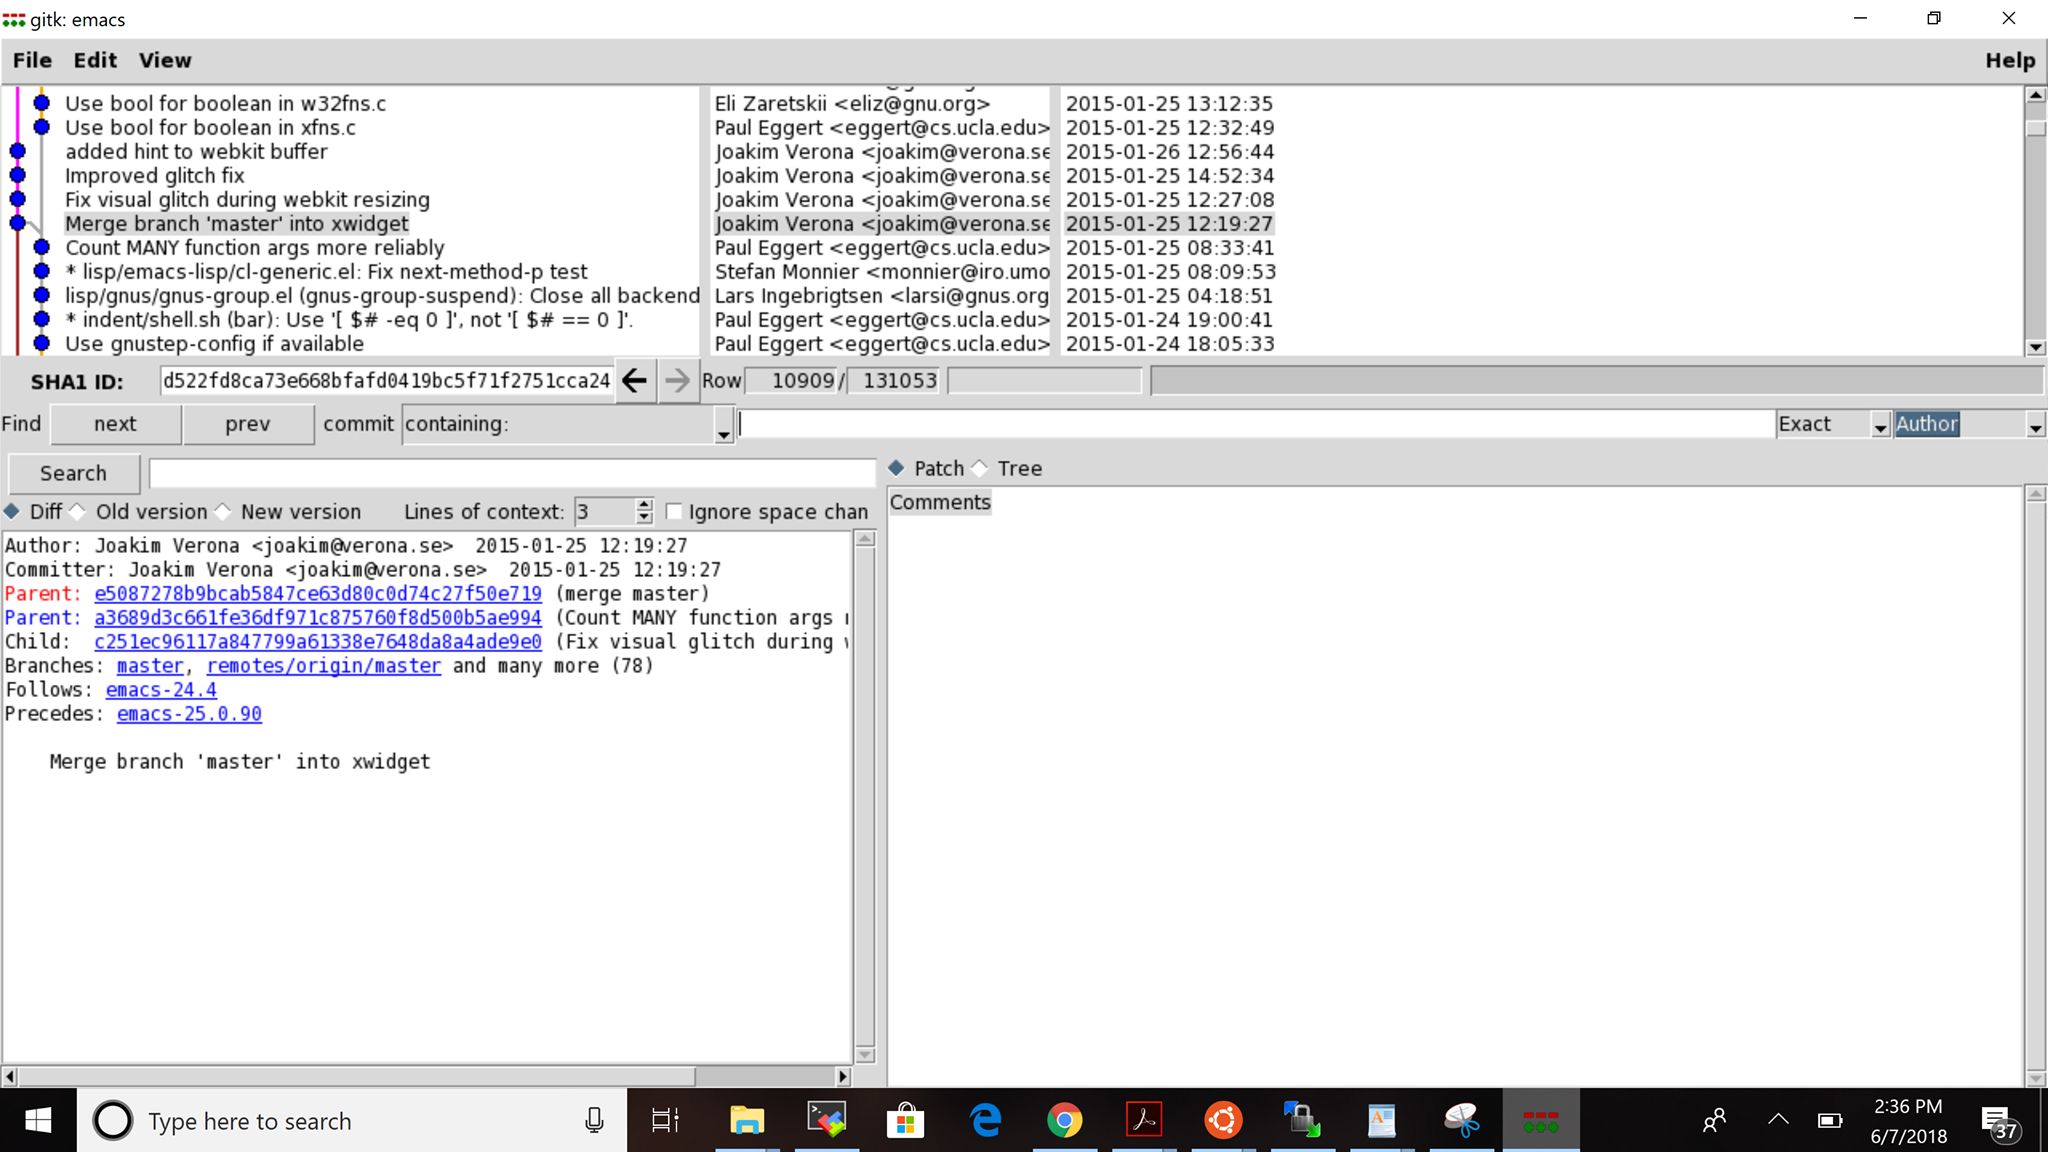 gitk: emacs
File Edit View Help
Use bool for boolean in w32fns.c Eli Zaretskii <eliz@gnu.org> 2015-01-25 13:12:35
Use bool for boolean in xfns.c Paul Eggert <eggert@cs.ucla.edu> 2015-01-25 12:32:49
added hint to webkit buffer Joakim Verona <joakim@verona.se 2015-01-26 12:56:44
Improved glitch fix Joakim Verona <joakim@verona.se 2015-01-25 14:52:34
Fix visual glitch during webkit resizing Joakim Verona <joakim@verona.se 2015-01-25 12:27:08
Merge branch 'master' into xwidget Joakim Verona <joakim@verona.se 2015-01-25 12:19:27
Count MANY function args more reliably Paul Eggert <eggert@cs.ucla.edu> 2015-01-25 08:33:41
* lisp/emacs-lisp/cl-generic.el: Fix next-method-p test Stefan Monnier <monnier@iro.umo 2015-01-25 08:09:53
lisp/gnus/gnus-group.el (gnus-group-suspend): Close all backend Lars Ingebrigtsen <larsi@gnus.org 2015-01-25 04:18:51
* indent/shell.sh (bar): Use '[ $# -eq 0 ]', not '[ $# == 0 ]'. Paul Eggert <eggert@cs.ucla.edu> 2015-01-24 19:00:41
Use gnustep-config if available Paul Eggert <eggert@cs.ucla.edu> 2015-01-24 18:05:33
SHA1 ID: d522fd8ca73e668bfafd0419bc5f71f2751cca24 Row 10909 / 131053
Find next prev commit containing: Exact Author
Search
Patch Tree
Diff Old version New version Lines of context: 3 Ignore space chan
Comments
Author: Joakim Verona <joakim@verona.se> 2015-01-25 12:19:27
Committer: Joakim Verona <joakim@verona.se> 2015-01-25 12:19:27
Parent: e5087278b9bcab5847ce63d80c0d74c27f50e719 (merge master)
Parent: a3689d3c661fe36df971c875760f8d500b5ae994 (Count MANY function args
Child: c251ec96117a847799a61338e7648da8a4ade9e0 (Fix visual glitch during
Branches: master, remotes/origin/master and many more (78)
Follows: emacs-24.4
Precedes: emacs-25.0.90
Merge branch 'master' into xwidget
Type here to search
2:36 PM
6/7/2018
37